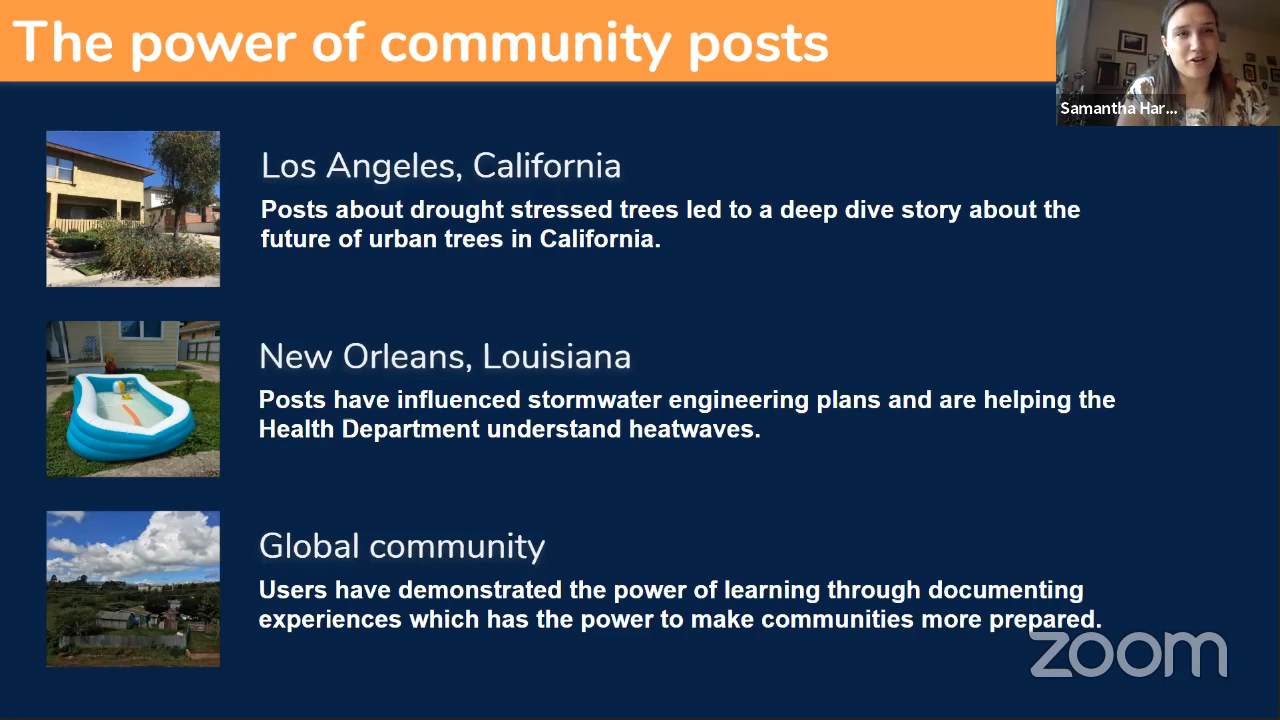 The power of community posts
Samantha Har...
Los Angeles, California
Posts about drought stressed trees led to a deep dive story about the
future of urban trees in California.
New Orleans, Louisiana
Posts have influenced stormwater engineering plans and are helping the
Health Department understand heatwaves.
Global community
Users have demonstrated the power of learning through documenting
experiences which has the power to make communities more prepared.
zoom